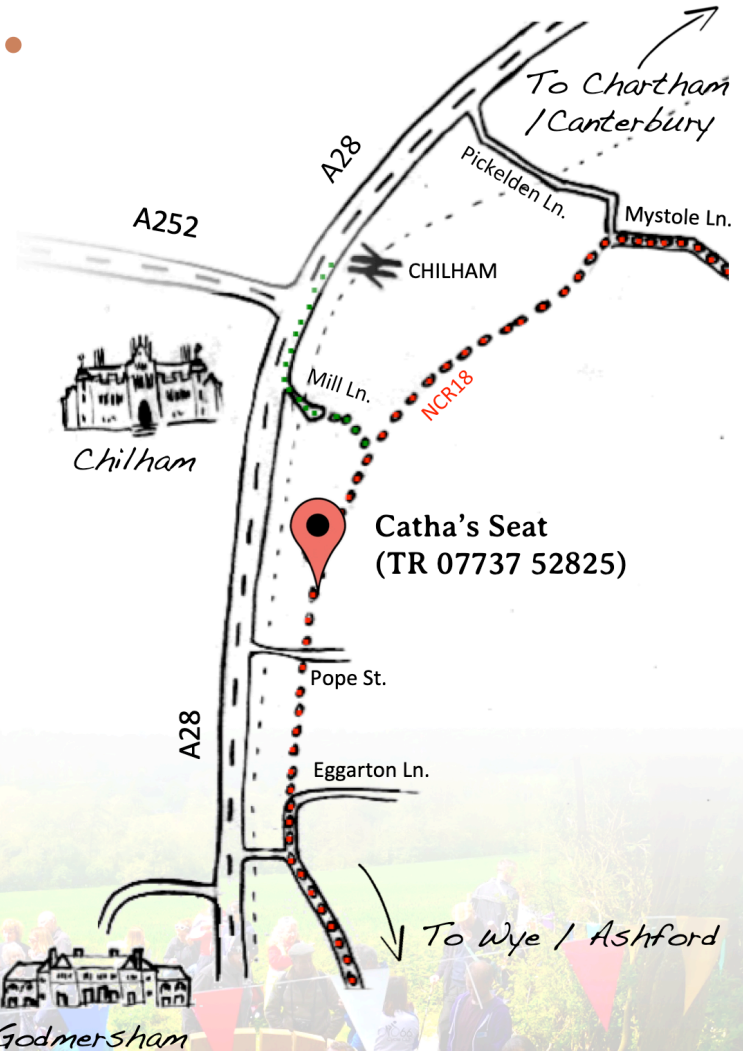 To Chartham
/Canterbury
A28
Pickelden Ln.
Mystole Ln.
A252
CHILHAM
Mill Ln.
NCR18
Chilham
Catha's Seat
(TR 07737 52825)
Pope St.
A28
Eggarton Ln.
To Wye / Ashford
Godmersham